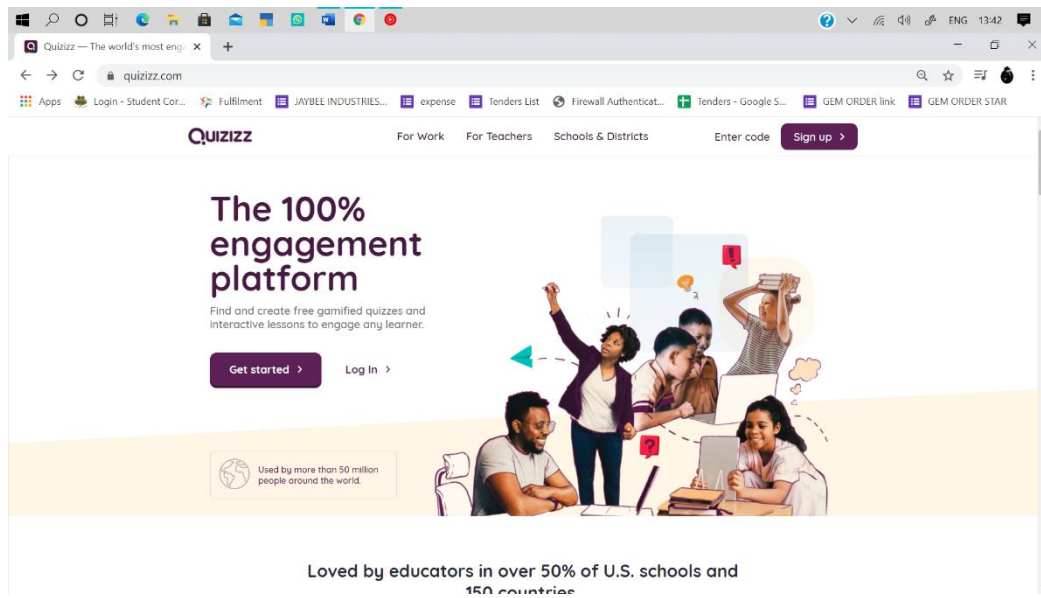 ENG 13:42
Quizizz — The world's most eng
quizizz.com
Apps Login - Student Cor... Fulfilment JAYBEE INDUSTRIES... expense Tenders List Firewall Authenticat... Tenders - Google S... GEM ORDER link GEM ORDER STAR
Quizizz For Work For Teachers Schools & Districts Enter code Sign up >
The 100%
engagement
platform
Find and create free gamified quizzes and
interactive lessons to engage any learner.
Get started > Log In >
Used by more than 50 million
people around the world.
Loved by educators in over 50% of U.S. schools and
150 countries